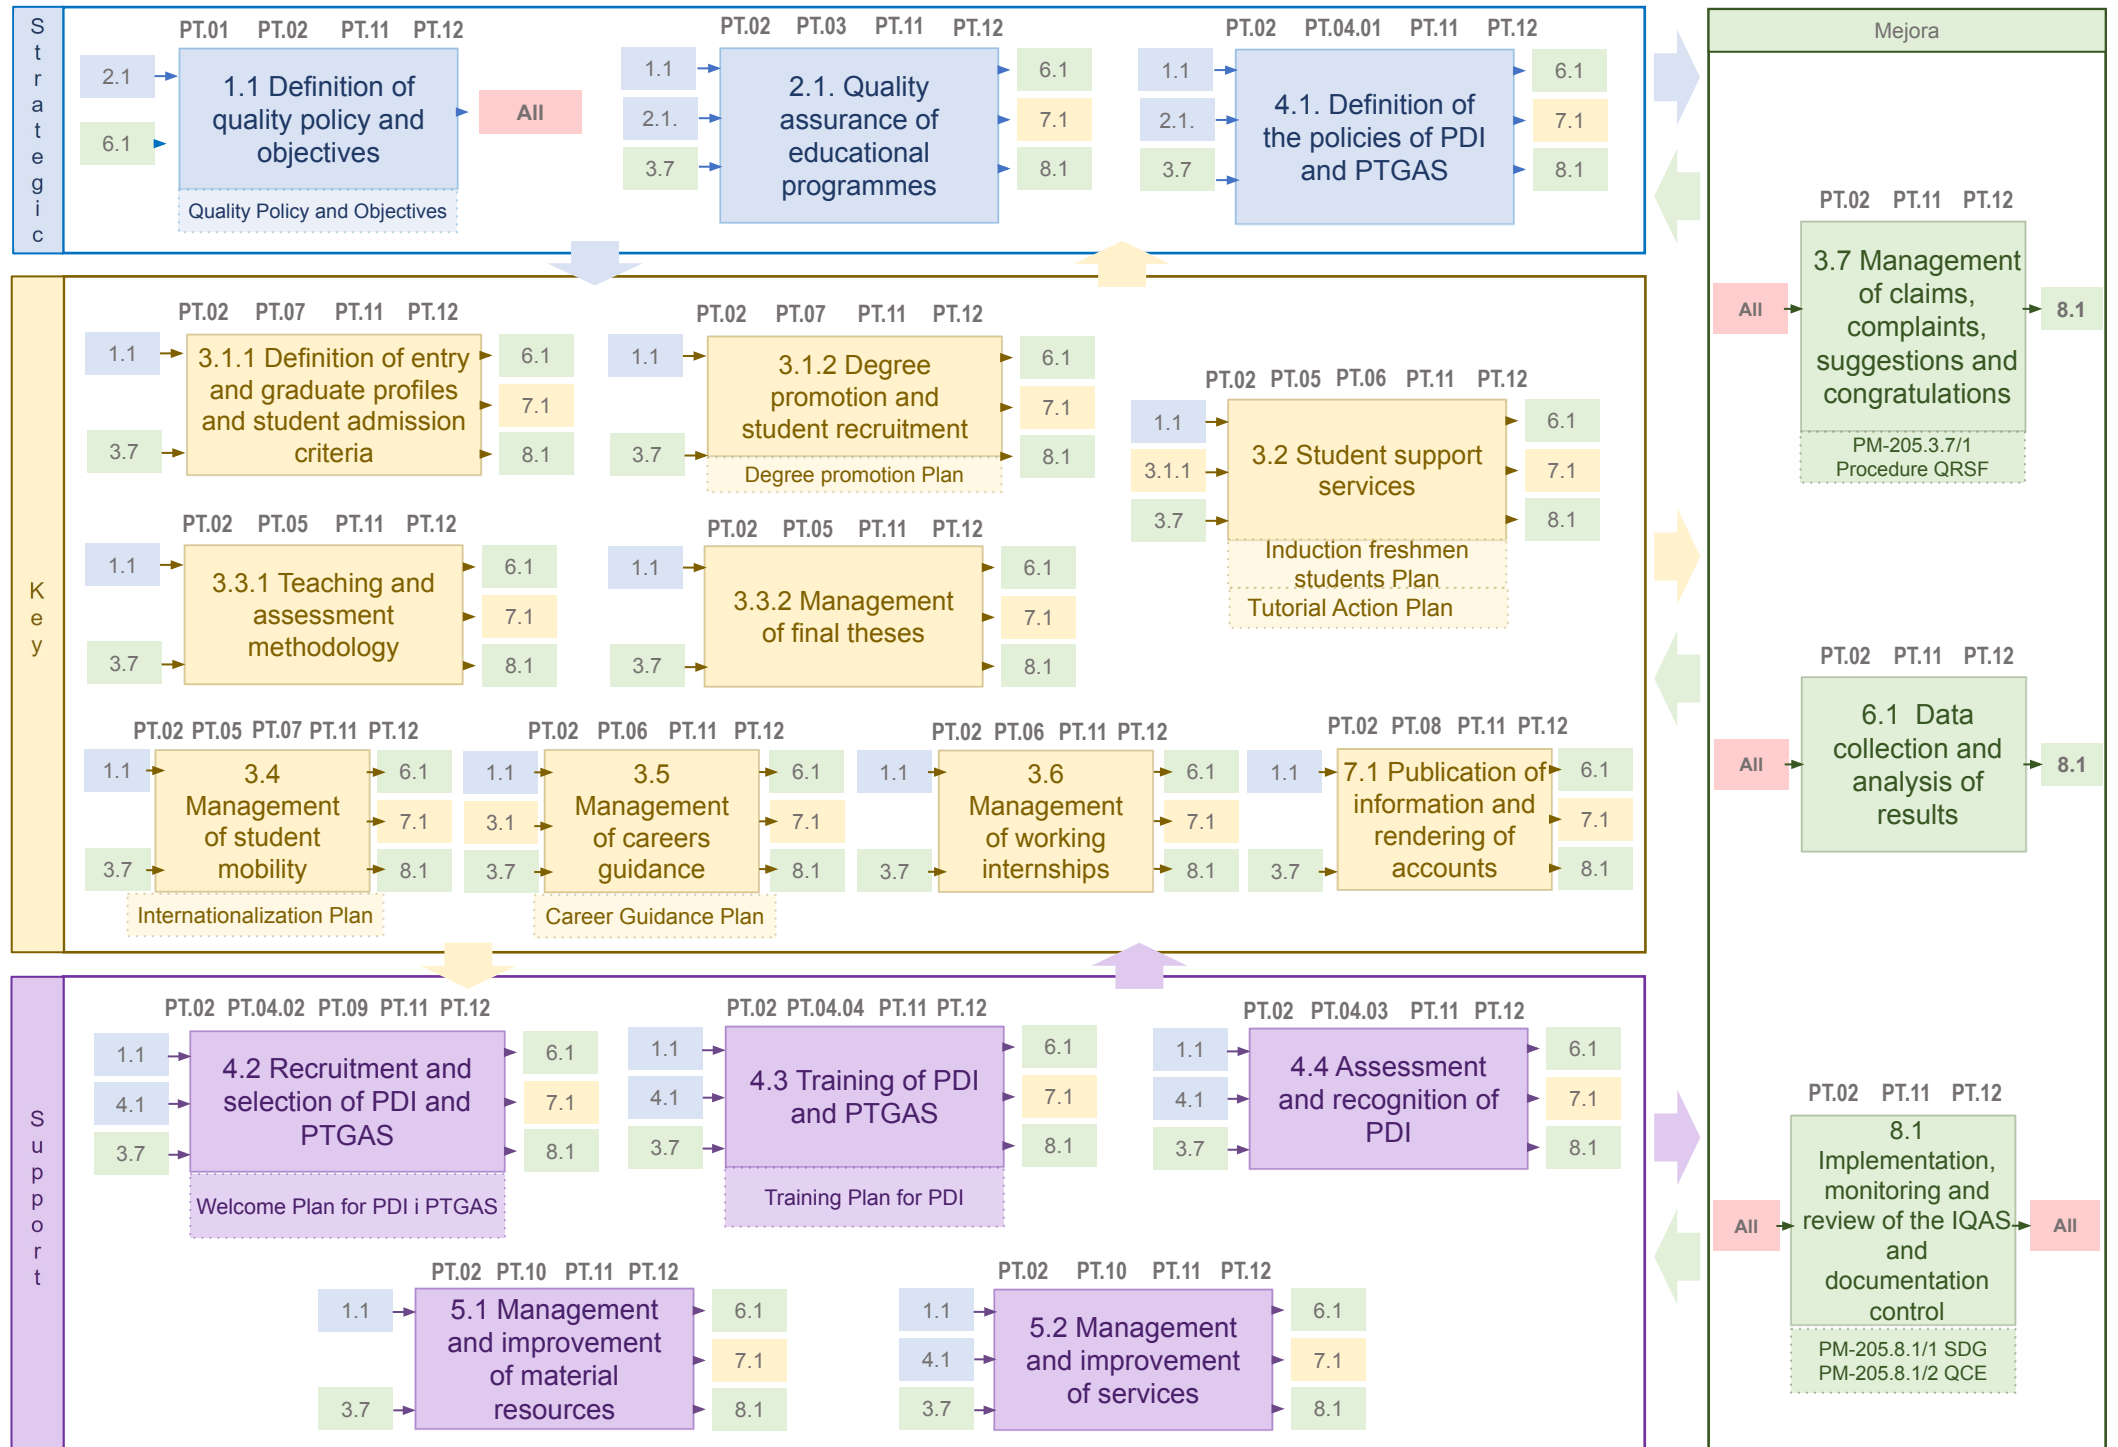 Strategic
PT.01 PT.02 PT.11 PT.12
2.1
6.1
1.1 Definition of
quality policy and
objectives
Quality Policy and Objectives
All
PT.02 PT.03 PT.11 PT.12
1.1
2.1.
3.7
2.1. Quality
assurance of
educational
programmes
6.1
7.1
8.1
PT.02 PT.04.01 PT.11 PT.12
1.1
2.1.
3.7
4.1. Definition of
the policies of PDI
and PTGAS
6.1
7.1
8.1
Key
PT.02 PT.07 PT.11 PT.12
1.1
3.7
3.1.1 Definition of entry
and graduate profiles
and student admission
criteria
6.1
7.1
8.1
PT.02 PT.07 PT.11 PT.12
1.1
3.7
3.1.2 Degree
promotion and
student recruitment
Degree promotion Plan
6.1
7.1
8.1
PT.02 PT.05 PT.06 PT.11 PT.12
1.1
3.1.1
3.7
3.2 Student support
services
Induction freshmen
students Plan
Tutorial Action Plan
6.1
7.1
8.1
PT.02 PT.05 PT.11 PT.12
1.1
3.7
3.3.1 Teaching and
assessment
methodology
6.1
7.1
8.1
PT.02 PT.05 PT.11 PT.12
1.1
3.7
3.3.2 Management
of final theses
6.1
7.1
8.1
PT.02 PT.05 PT.07 PT.11 PT.12
1.1
3.7
3.4
Management
of student
mobility
Internationalization Plan
6.1
7.1
8.1
PT.02 PT.06 PT.11 PT.12
1.1
3.1
3.7
3.5
Management
of careers
guidance
Career Guidance Plan
6.1
7.1
8.1
PT.02 PT.06 PT.11 PT.12
1.1
3.7
3.6
Management
of working
internships
6.1
7.1
8.1
PT.02 PT.08 PT.11 PT.12
1.1
3.7
7.1 Publication of
information and
rendering of
accounts
6.1
7.1
8.1
Support
PT.02 PT.04.02 PT.09 PT.11 PT.12
1.1
4.1
3.7
4.2 Recruitment and
selection of PDI and
PTGAS
Welcome Plan for PDI i PTGAS
6.1
7.1
8.1
PT.02 PT.04.04 PT.11 PT.12
1.1
4.1
3.7
4.3 Training of PDI
and PTGAS
Training Plan for PDI
6.1
7.1
8.1
PT.02 PT.04.03 PT.11 PT.12
1.1
4.1
3.7
4.4 Assessment
and recognition of
PDI
6.1
7.1
8.1
PT.02 PT.10 PT.11 PT.12
1.1
3.7
5.1 Management
and improvement
of material
resources
6.1
7.1
8.1
PT.02 PT.10 PT.11 PT.12
1.1
4.1
3.7
5.2 Management
and improvement
of services
6.1
7.1
8.1
Mejora
PT.02 PT.11 PT.12
All
3.7 Management
of claims,
complaints,
suggestions and
congratulations
PM-205.3.7/1
Procedure QRSF
8.1
PT.02 PT.11 PT.12
All
6.1 Data
collection and
analysis of
results
8.1
PT.02 PT.11 PT.12
All
8.1
Implementation,
monitoring and
review of the IQAS
and
documentation
control
PM-205.8.1/1 SDG
PM-205.8.1/2 QCE
All